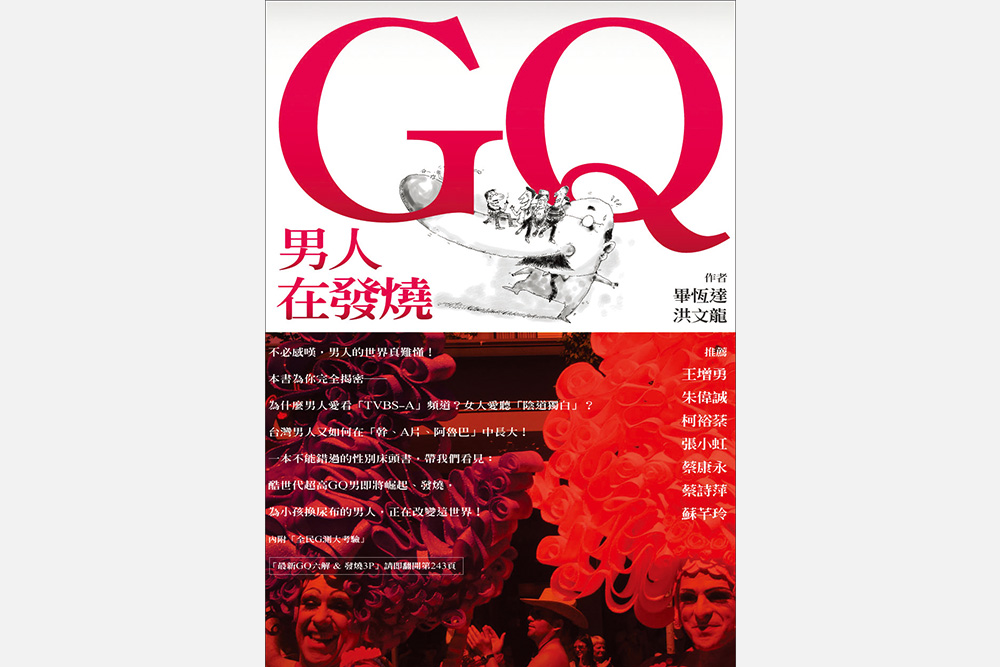 GQ
男人
在發燒
作者
畢恆達
洪文龍
不必感嘆，男人的世界真難懂！
本書為你完全揭密──
為什麼男人愛看「TVBS-A」頻道？女人愛聽「陰道獨白」？
台灣男人又如何在「幹、A片、阿魯巴」中長大！
一本不能錯過的性別床頭書，帶我們看見：
酷世代超高GQ男即將崛起、發燒，
為小孩換尿布的男人，正在改變這世界！
內附「全民G測大考驗」
「最新GQ六解 & 發燒3P」請即翻開第243頁
推薦
王增勇
朱偉誠
柯裕棻
張小虹
蔡康永
蔡詩萍
蘇芊玲